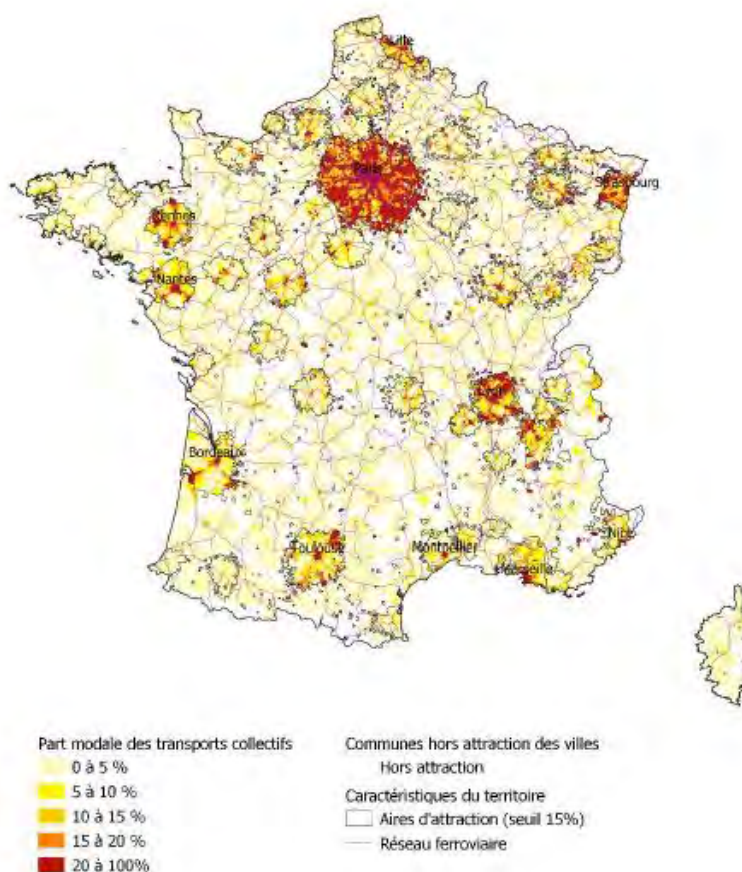 Lille
Paris
Strasbourg
Rennes
Nantes
Lyon
Bordeaux
Toulouse
Montpellier
Nice
Marseille
Part modale des transports collectifs
0 à 5 %
5 à 10 %
10 à 15 %
15 à 20 %
20 à 100%
Communes hors attraction des villes
Hors attraction
Caractéristiques du territoire
Aires d'attraction (seuil 15%)
Réseau ferroviaire